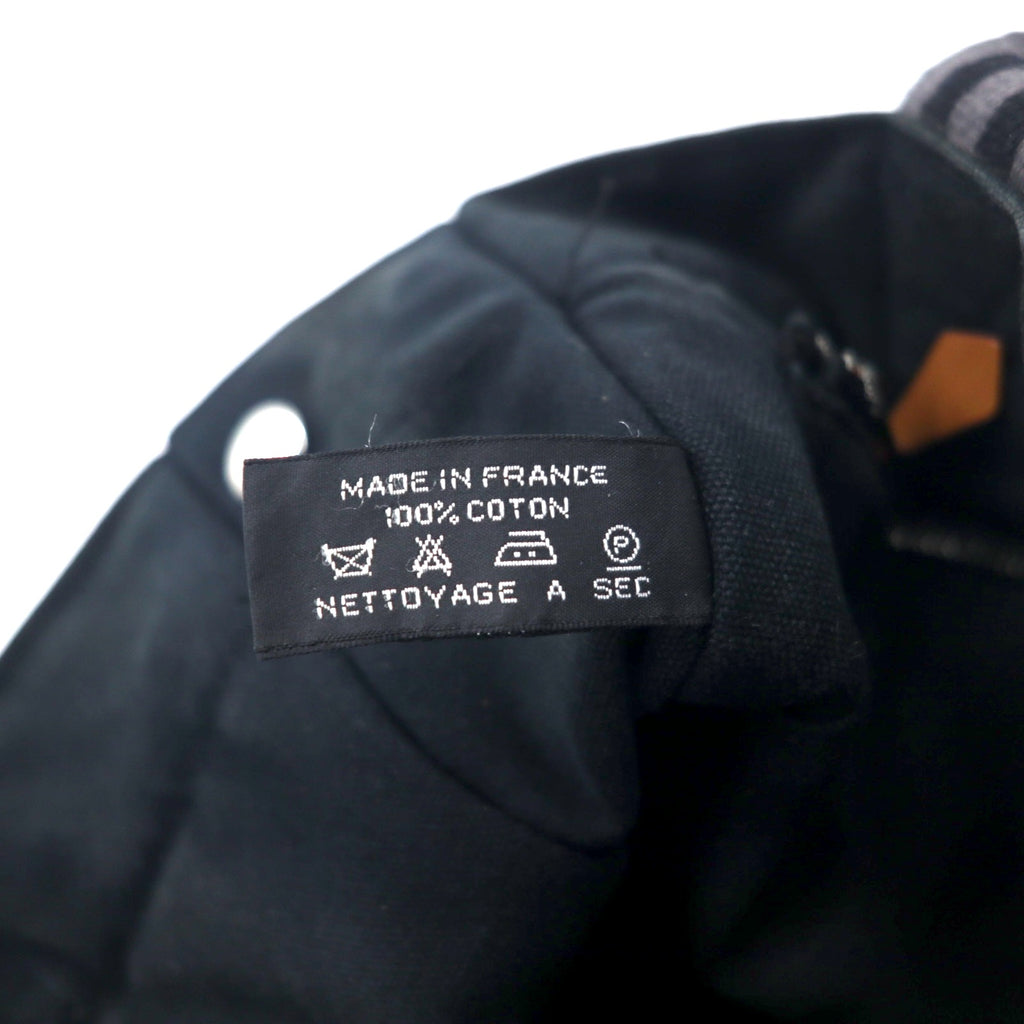 MADE IN FRANCE
100% COTON
P
NETTOYAGE A SEC